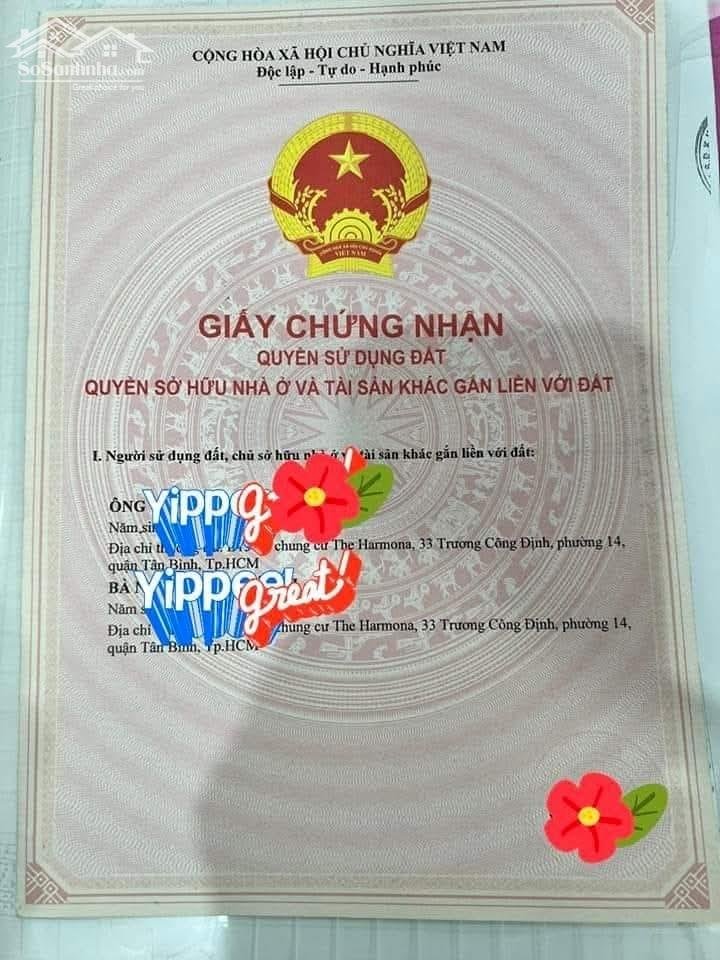 SoSanhnha.com
Great choice for you
CỘNG HÒA XÃ HỘI CHỦ NGHĨA VIỆT NAM
Độc lập - Tự do - Hạnh phúc
VIỆT NAM
GIẤY CHỨNG NHẬN
QUYỀN SỬ DỤNG ĐẤT
QUYỀN SỞ HỮU NHÀ Ở VÀ TÀI SẢN KHÁC GẮN LIỀN VỚI ĐẤT
I. Người sử dụng đất, chủ sở hữu nhà ở và tài sản khác gắn liền với đất:
ÔNG
Năm
Địa chỉ chung cư The Harmona, 33 Trương Công Định, phường 14,
quận Tân Bình, Tp.HCM
BÀ
Yippee! great!
Năm
Địa chỉ chung cư The Harmona, 33 Trương Công Định, phường 14,
quận Tân Bình, Tp.HCM